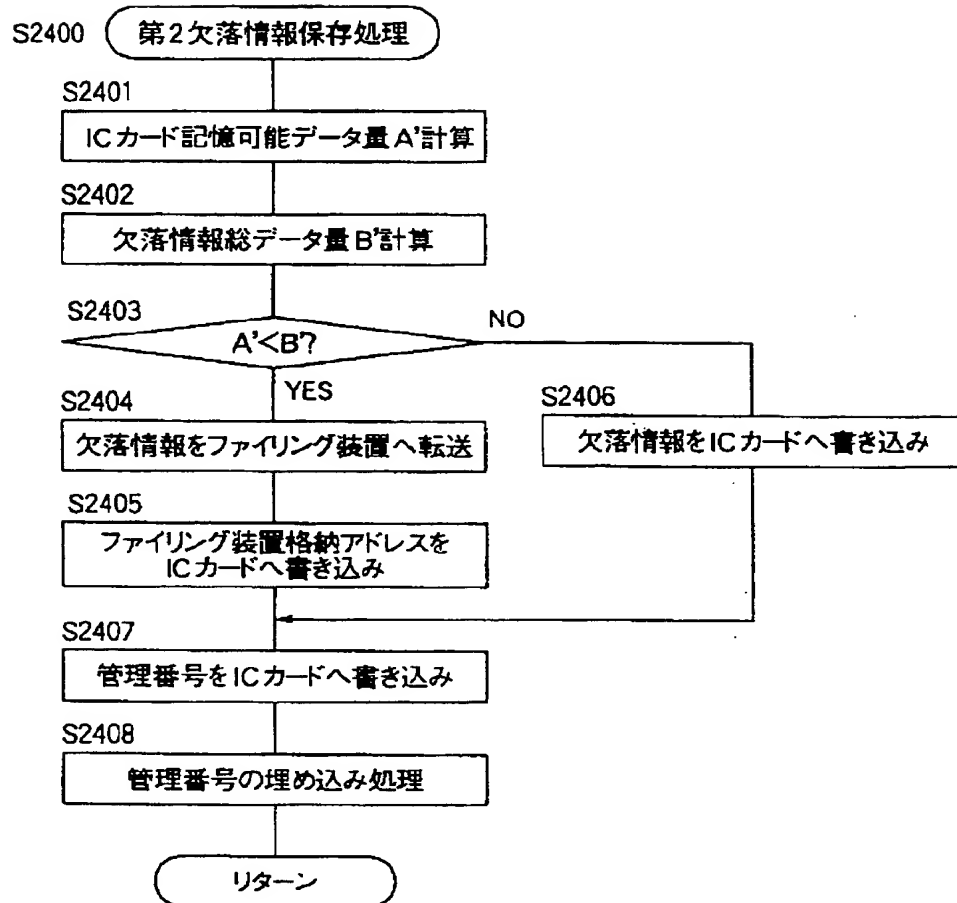 S2400 第2欠落情報保存処理
S2401
ICカード記憶可能データ量A'計算
S2402
欠落情報総データ量B'計算
S2403
A'<B'?
NO
YES
S2404
欠落情報をファイリング装置へ転送
S2406
欠落情報をICカードへ書き込み
S2405
ファイリング装置格納アドレスを
ICカードへ書き込み
S2407
管理番号をICカードへ書き込み
S2408
管理番号の埋め込み処理
リターン